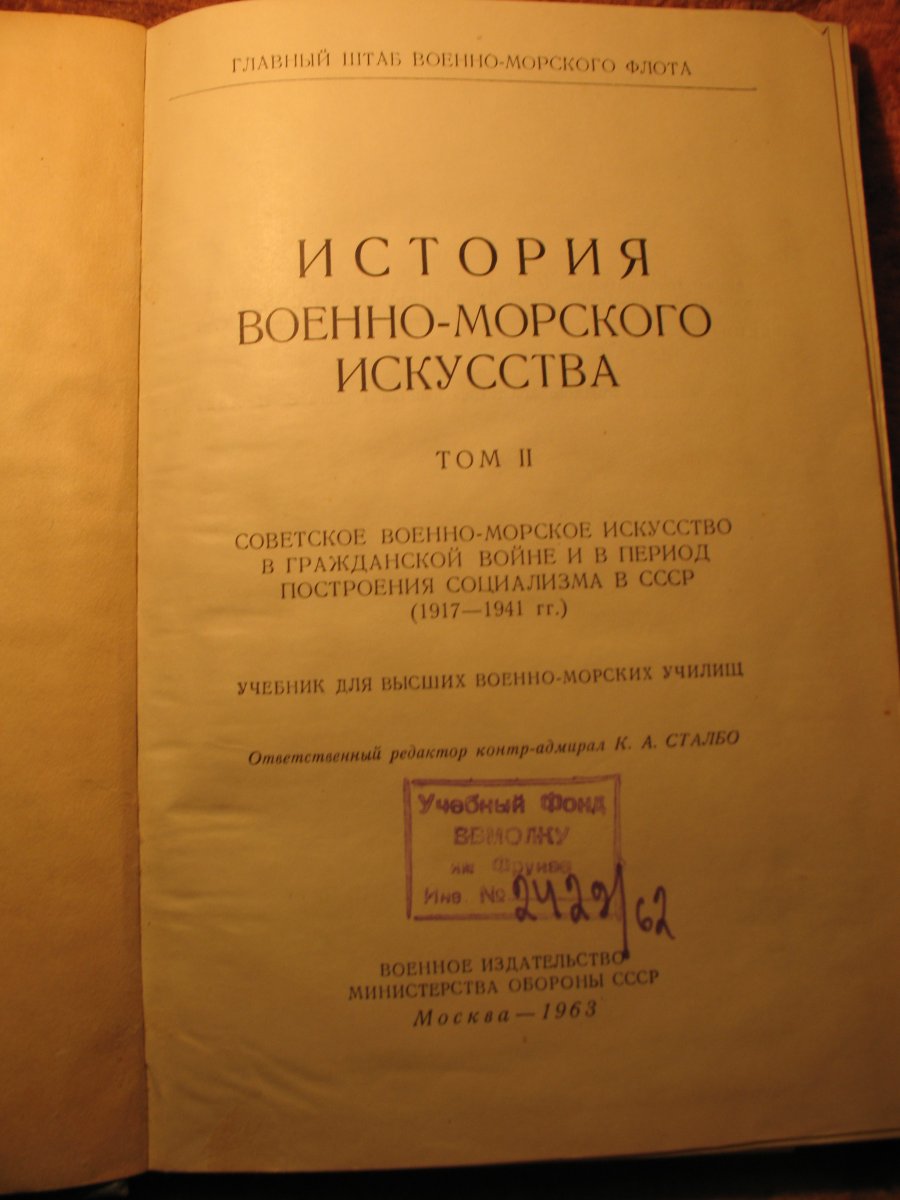 ГЛАВНЫЙ ШТАБ ВОЕННО-МОРСКОГО ФЛОТА
ИСТОРИЯ
ВОЕННО-МОРСКОГО
ИСКУССТВА
ТОМ II
СОВЕТСКОЕ ВОЕННО-МОРСКОЕ ИСКУССТВО
В ГРАЖДАНСКОЙ ВОЙНЕ И В ПЕРИОД
ПОСТРОЕНИЯ СОЦИАЛИЗМА В СССР
(1917—1941 гг.)
УЧЕБНИК ДЛЯ ВЫСШИХ ВОЕННО-МОРСКИХ УЧИЛИЩ
Ответственный редактор контр-адмирал К. А. СТАЛБО
Учебный Фонд
ВВМОЛКУ
им Фрунзе
Инв №2429/62
ВОЕННОЕ ИЗДАТЕЛЬСТВО
МИНИСТЕРСТВА ОБОРОНЫ СССР
Москва — 1963